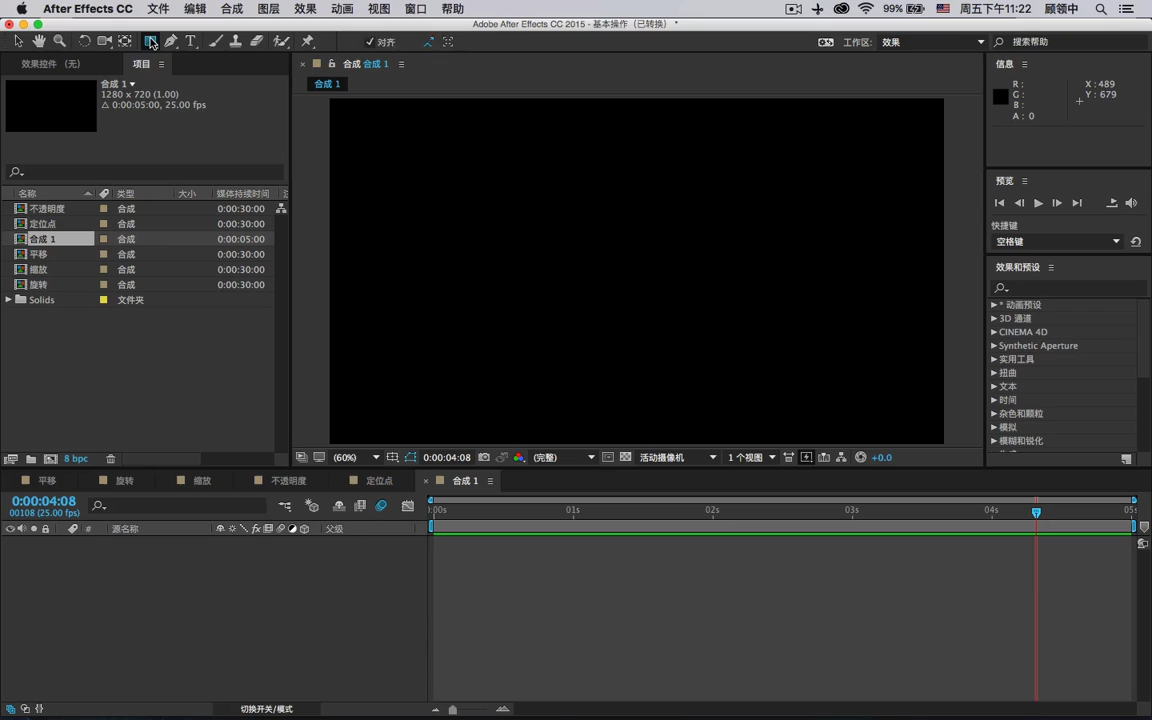 After Effects CC 文件 编辑 合成 图层 效果 动画 视图 窗口 帮助 99% 周五下午11:22 顾领中
Adobe After Effects CC 2015 - 基本操作（已转换） *
对齐 工作区: 效果 搜索帮助
效果控件 （无） 项目 合成 合成 1 信息
合成 1
1280 x 720 (1.00)
Δ 0:00:05:00, 25.00 fps
合成 1
R :
G :
B :
A : 0
X : 489
Y : 679
预览
快捷键
空格键
效果和预设
名称 类型 大小 媒体持续时间
不透明度 合成 0:00:30:00
定位点 合成 0:00:30:00
合成 1 合成 0:00:05:00
平移 合成 0:00:30:00
缩放 合成 0:00:30:00
旋转 合成 0:00:30:00
Solids 文件夹
* 动画预设
3D 通道
CINEMA 4D
Synthetic Aperture
实用工具
扭曲
文本
时间
杂色和颗粒
模拟
模糊和锐化
8 bpc (60%) 0:00:04:08 (完整) 活动摄像机 1 个视图 +0.0
平移 旋转 缩放 不透明度 定位点 合成 1
0:00:04:08
00108 (25.00 fps)
:00s 01s 02s 03s 04s 05s
# 源名称 fx 父级
切换开关/模式